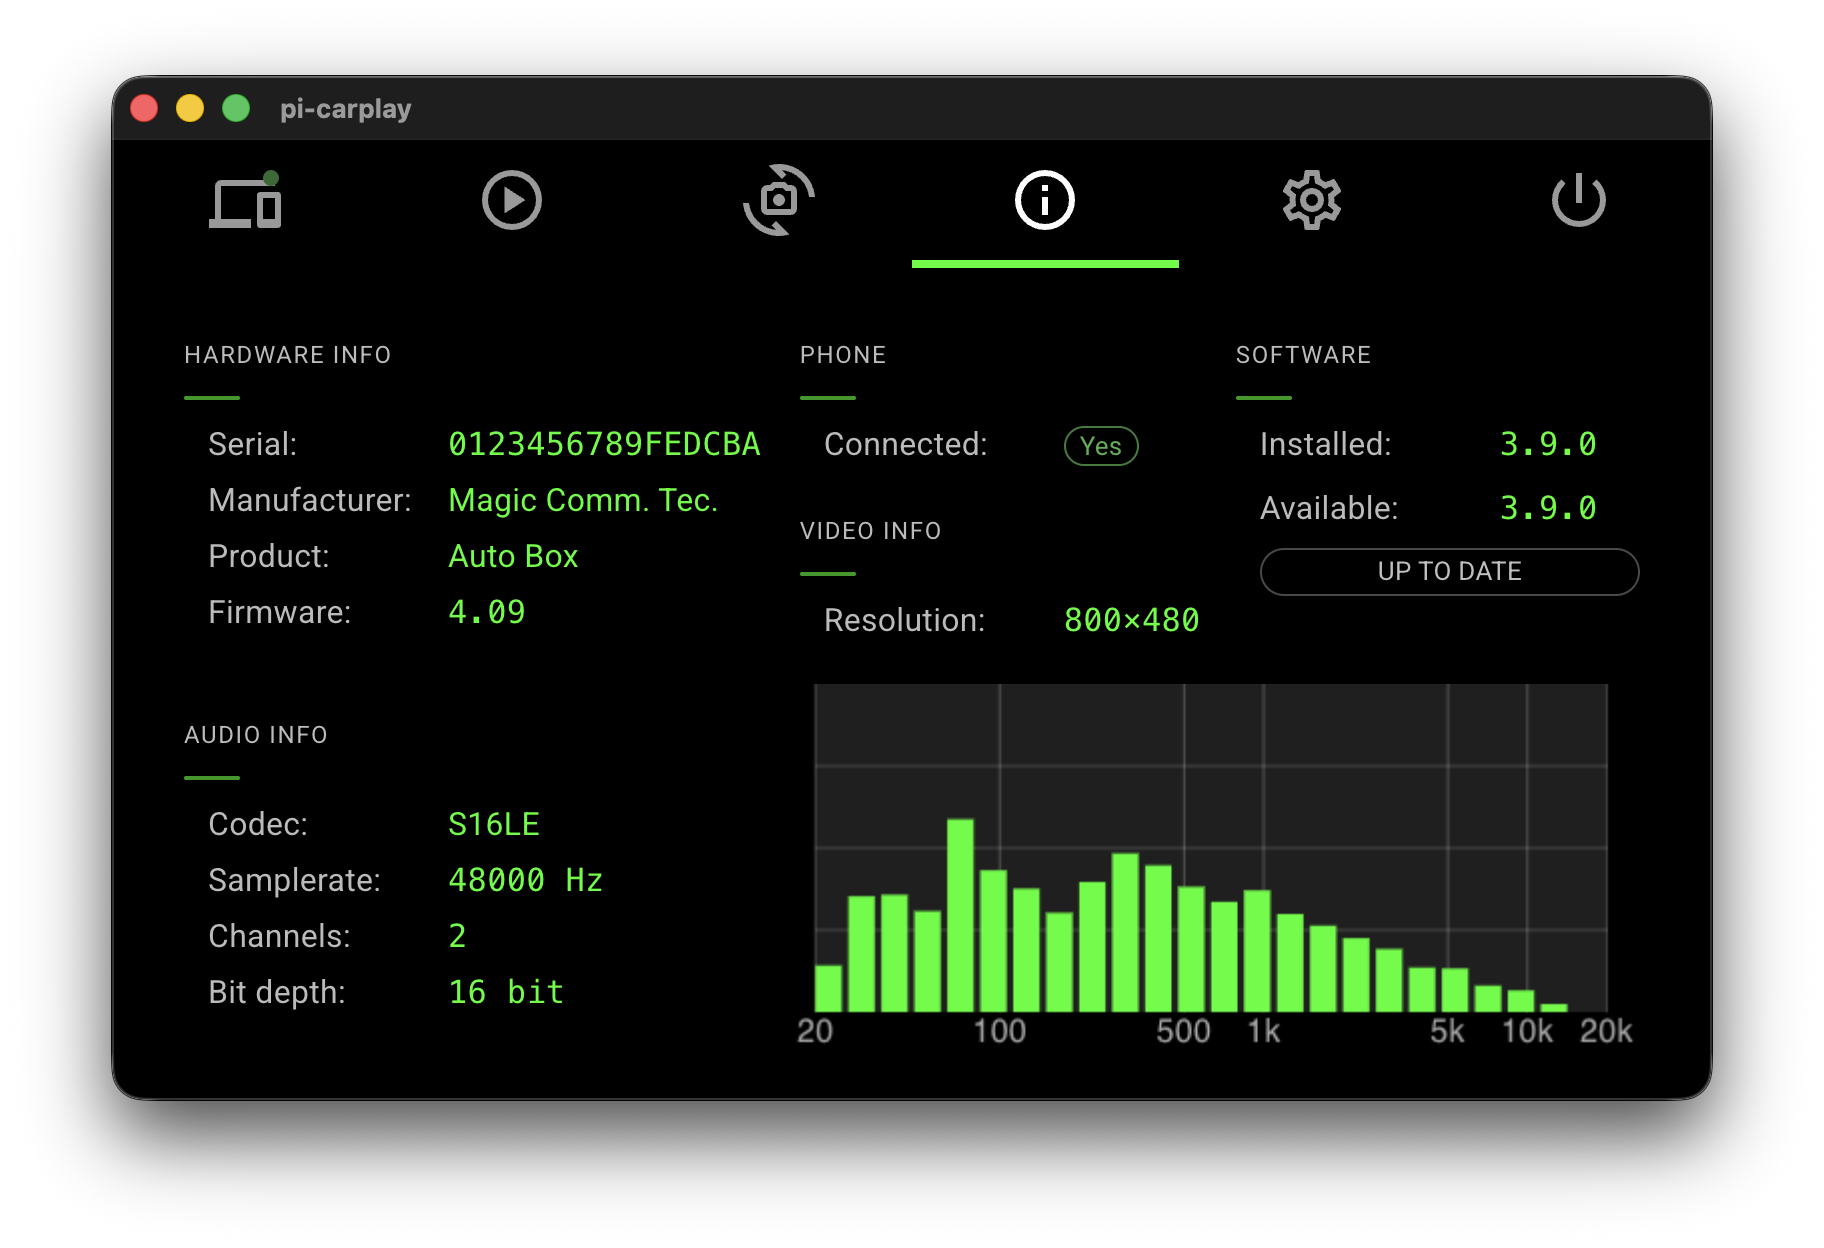 pi-carplay
HARDWARE INFO
Serial: 0123456789FEDCBA
Manufacturer: Magic Comm. Tec.
Product: Auto Box
Firmware: 4.09
PHONE
Connected: Yes
VIDEO INFO
Resolution: 800×480
SOFTWARE
Installed: 3.9.0
Available: 3.9.0
UP TO DATE
AUDIO INFO
Codec: S16LE
Samplerate: 48000 Hz
Channels: 2
Bit depth: 16 bit
20 100 500 1k 5k 10k 20k